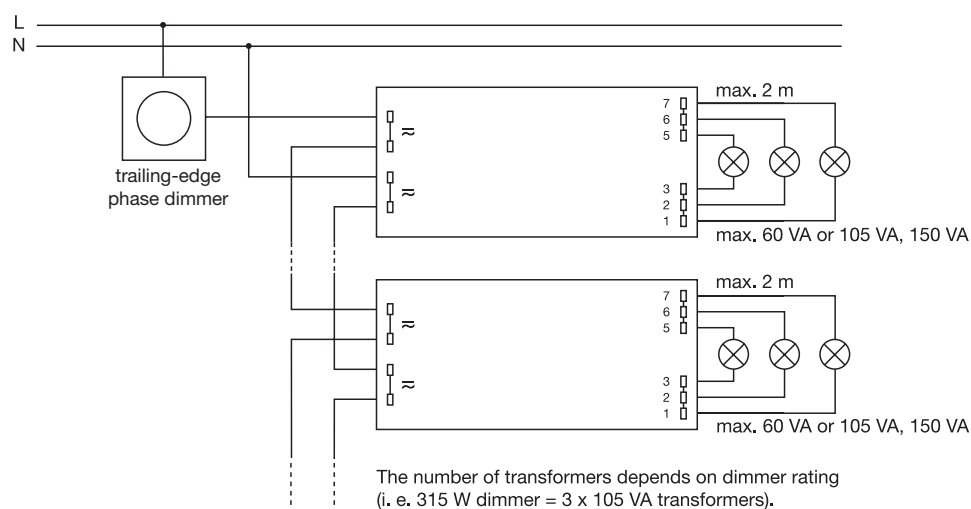 L
N
trailing-edge
phase dimmer
max. 2 m
≂
≂
7
6
5
3
2
1
max. 60 VA or 105 VA, 150 VA
max. 2 m
≂
≂
7
6
5
3
2
1
max. 60 VA or 105 VA, 150 VA
The number of transformers depends on dimmer rating
(i. e. 315 W dimmer = 3 x 105 VA transformers).